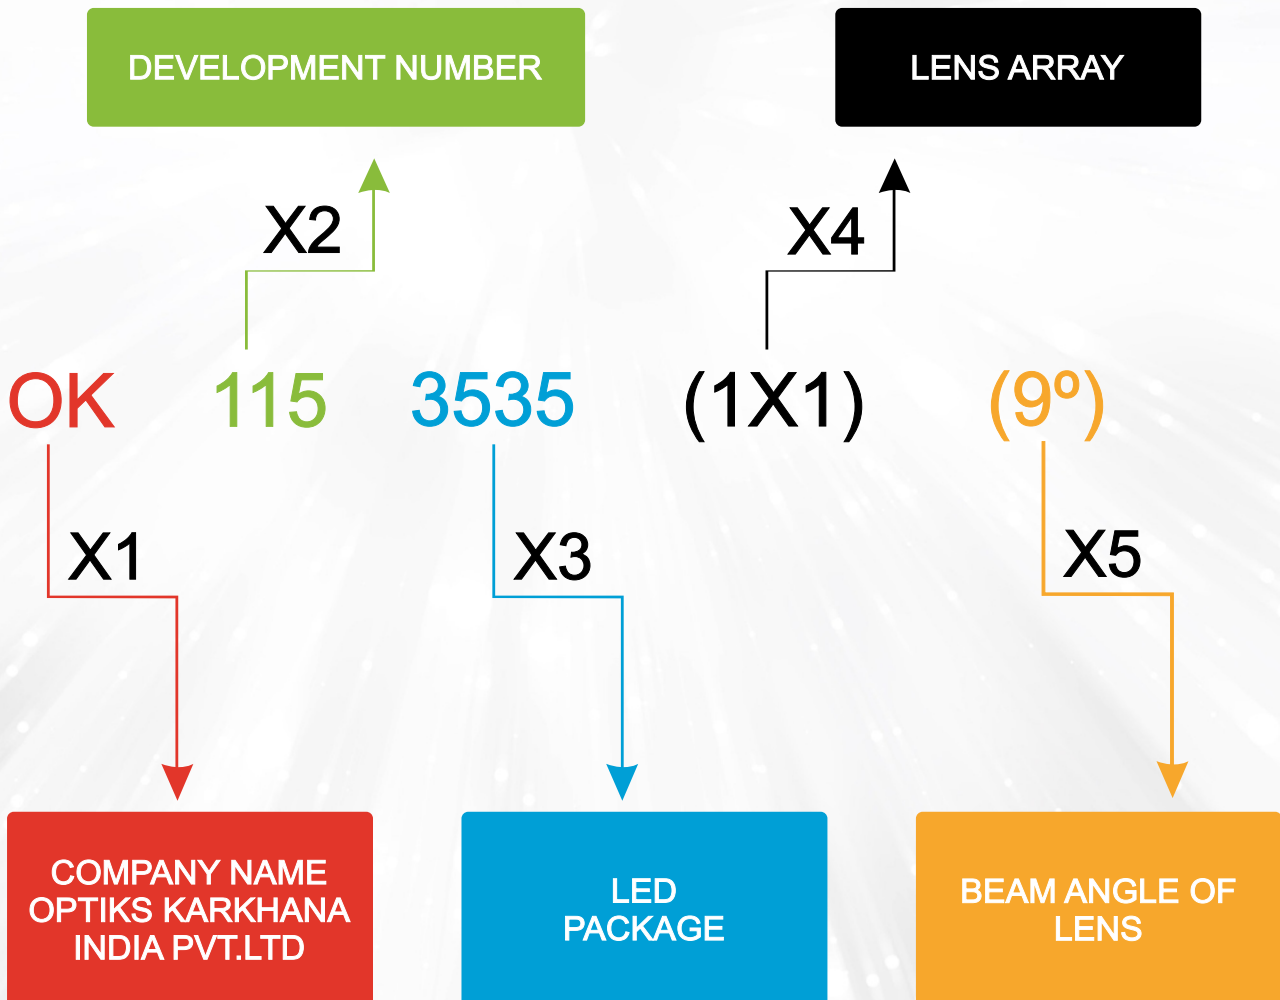 DEVELOPMENT NUMBER
LENS ARRAY
X2
X4
OK 115 3535 (1X1) (9º)
X1
X3
X5
COMPANY NAME
OPTIKS KARKHANA
INDIA PVT.LTD
LED
PACKAGE
BEAM ANGLE OF
LENS